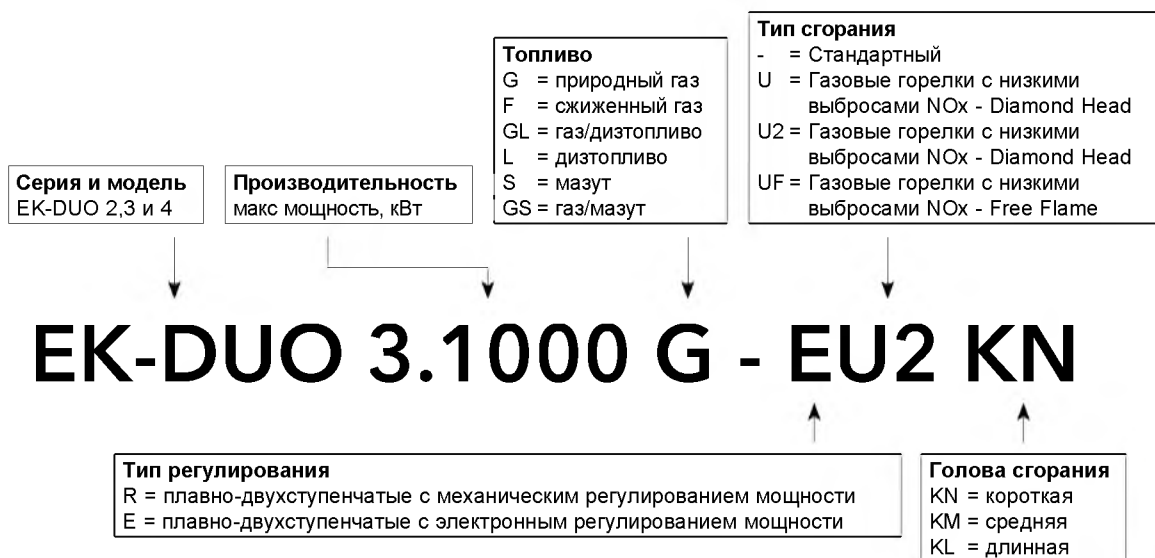 Тип сгорания
- = Стандартный
U = Газовые горелки с низкими
выбросами NOx - Diamond Head
U2 = Газовые горелки с низкими
выбросами NOx - Diamond Head
UF = Газовые горелки с низкими
выбросами NOx - Free Flame
Топливо
G = природный газ
F = сжиженный газ
GL = газ/дизтопливо
L = дизтопливо
S = мазут
GS = газ/мазут
Серия и модель
EK-DUO 2,3 и 4
Производительность
макс мощность, кВт
EK-DUO 3.1000 G - EU2 KN
Тип регулирования
R = плавно-двухступенчатые с механическим регулированием мощности
E = плавно-двухступенчатые с электронным регулированием мощности
Голова сгорания
KN = короткая
KM = средняя
KL = длинная